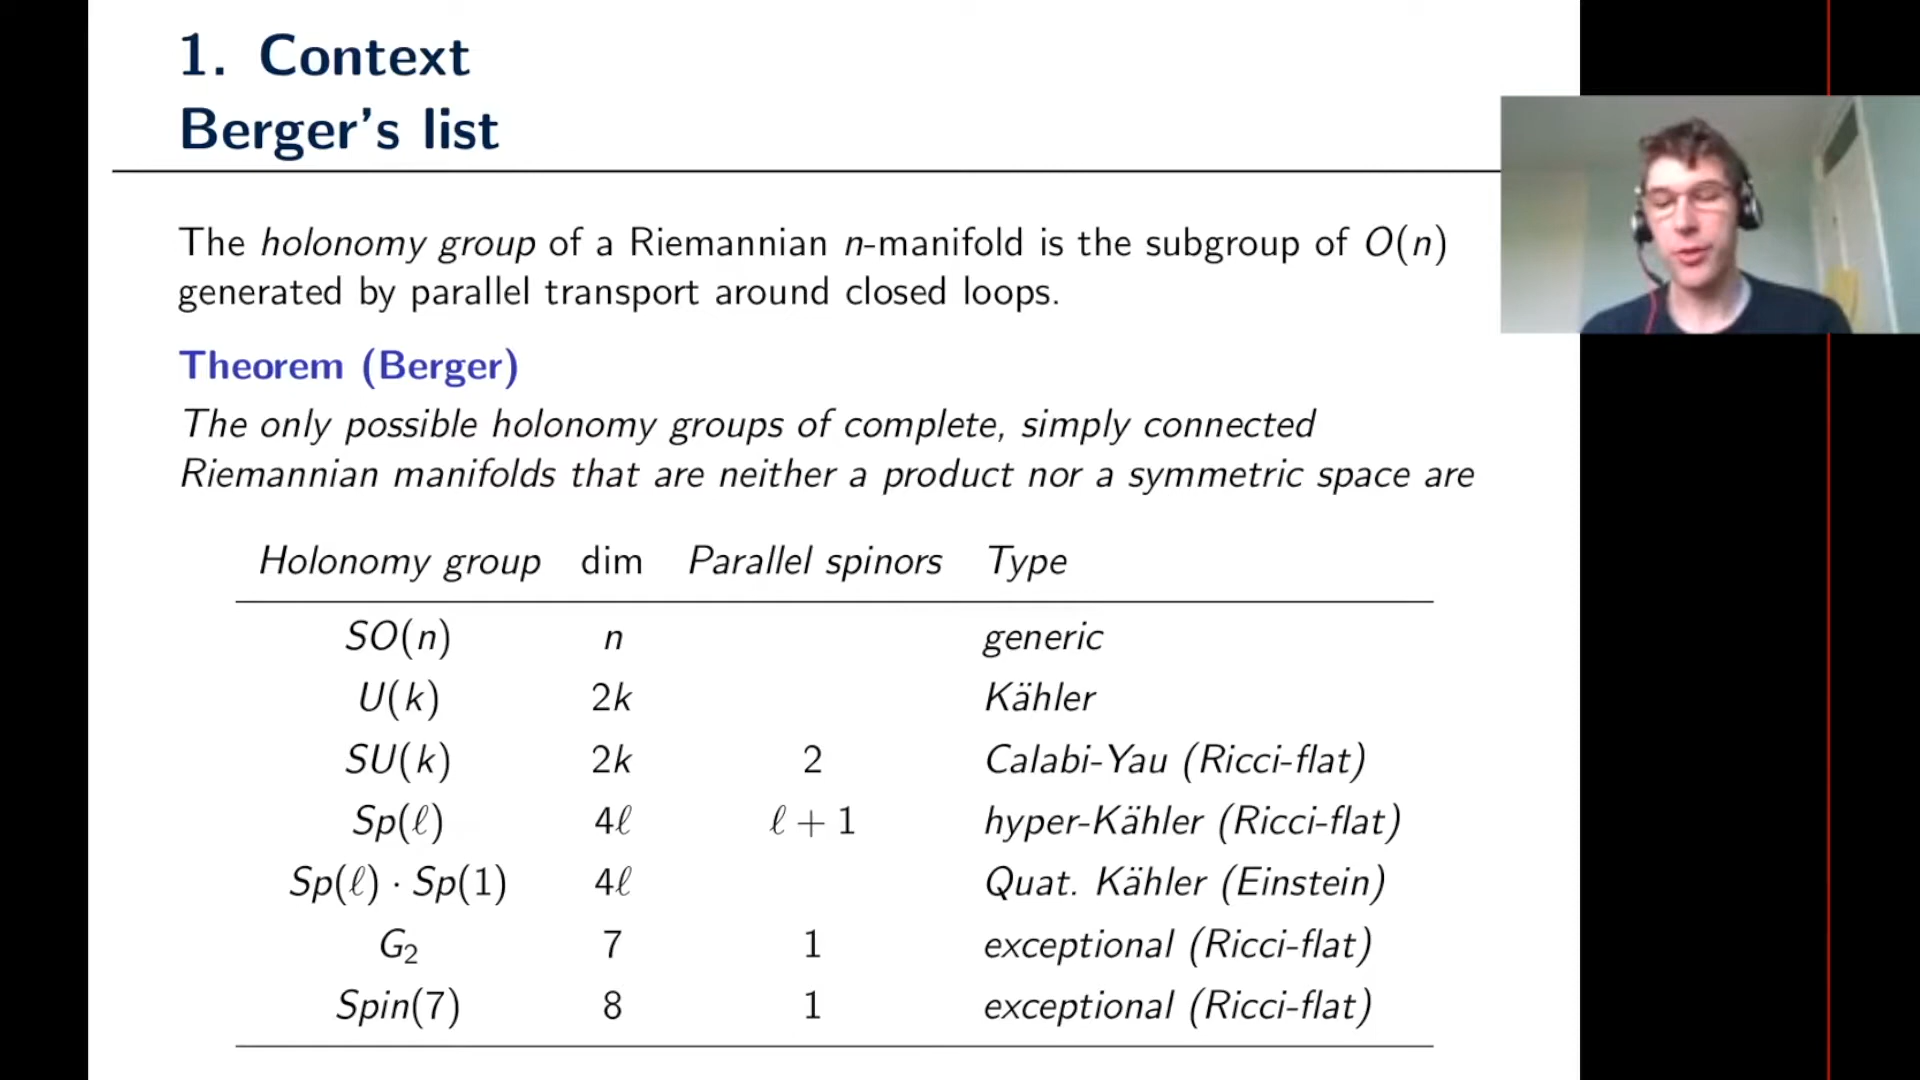 1. Context
Berger's list
The holonomy group of a Riemannian n-manifold is the subgroup of O(n)
generated by parallel transport around closed loops.
Theorem (Berger)
The only possible holonomy groups of complete, simply connected
Riemannian manifolds that are neither a product nor a symmetric space are
Holonomy group dim Parallel spinors Type
SO(n) n generic
U(k) 2k Kähler
SU(k) 2k 2 Calabi-Yau (Ricci-flat)
Sp(ℓ) 4ℓ ℓ + 1 hyper-Kähler (Ricci-flat)
Sp(ℓ) · Sp(1) 4ℓ Quat. Kähler (Einstein)
G₂ 7 1 exceptional (Ricci-flat)
Spin(7) 8 1 exceptional (Ricci-flat)